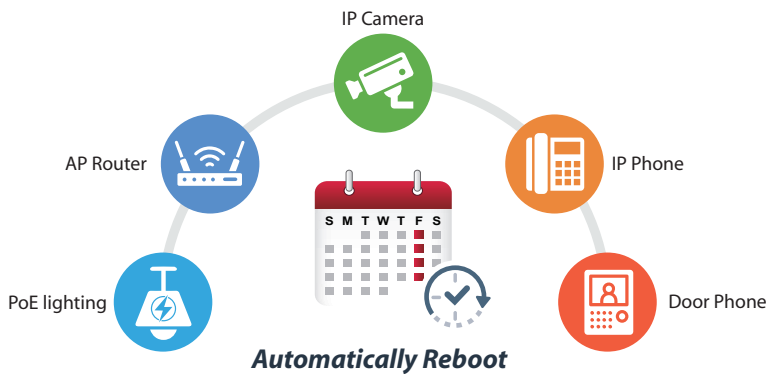 IP Camera
AP Router
IP Phone
S M T W T F S
PoE lighting
Door Phone
Automatically Reboot